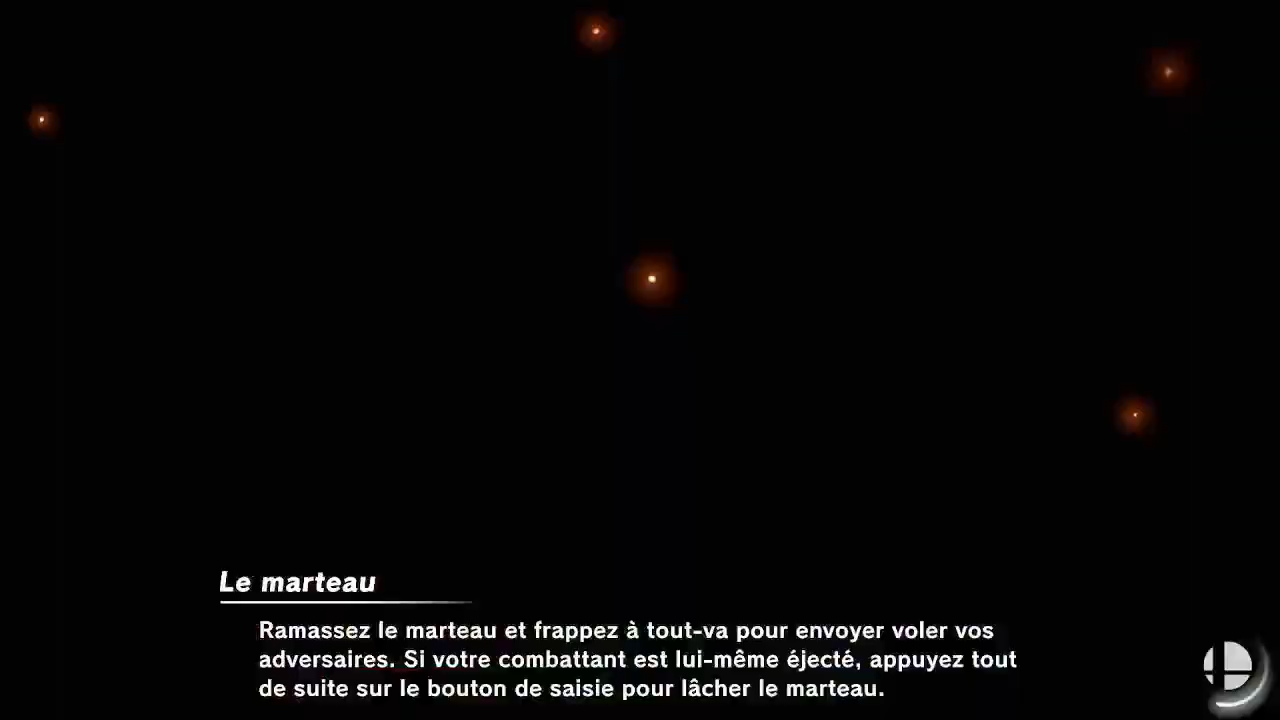 Le marteau
Ramassez le marteau et frappez à tout-va pour envoyer voler vos
adversaires. Si votre combattant est lui-même éjecté, appuyez tout
de suite sur le bouton de saisie pour lâcher le marteau.